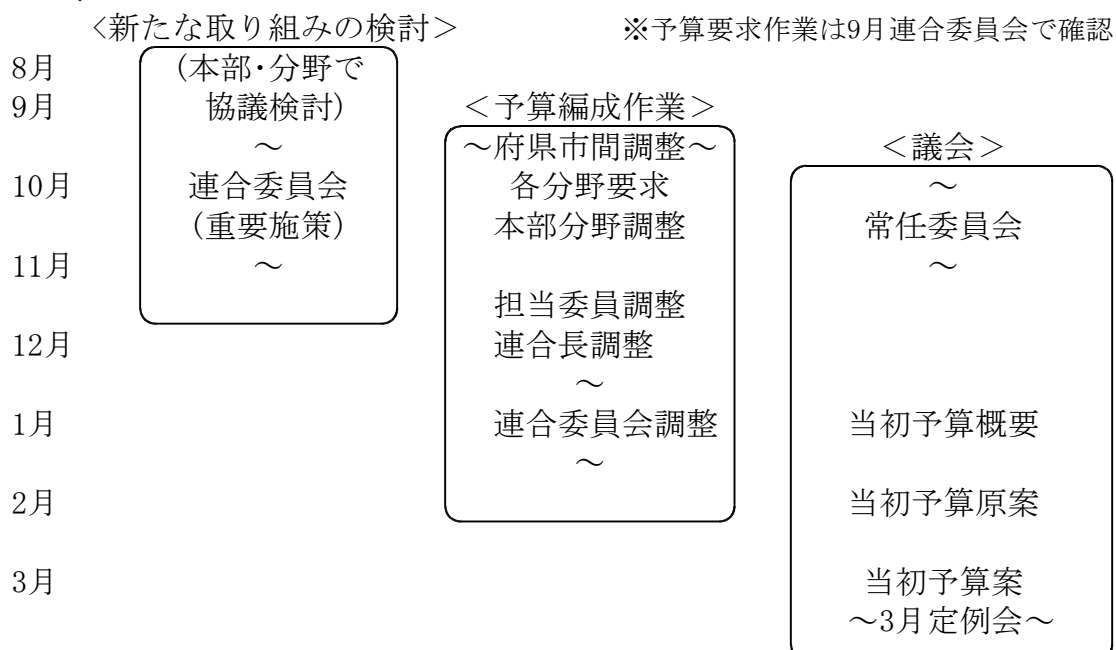 <新たな取り組みの検討> ※予算要求作業は9月連合委員会で確認
8月 (本部・分野で
9月 協議検討) <予算編成作業>
～ ～府県市間調整～ <議会>
10月 連合委員会 各分野要求 ～
(重要施策) 本部分野調整 常任委員会
11月 ～ ～
担当委員調整
12月 連合長調整
～
1月 連合委員会調整 当初予算概要
～
2月 当初予算原案
3月 当初予算案
～3月定例会～